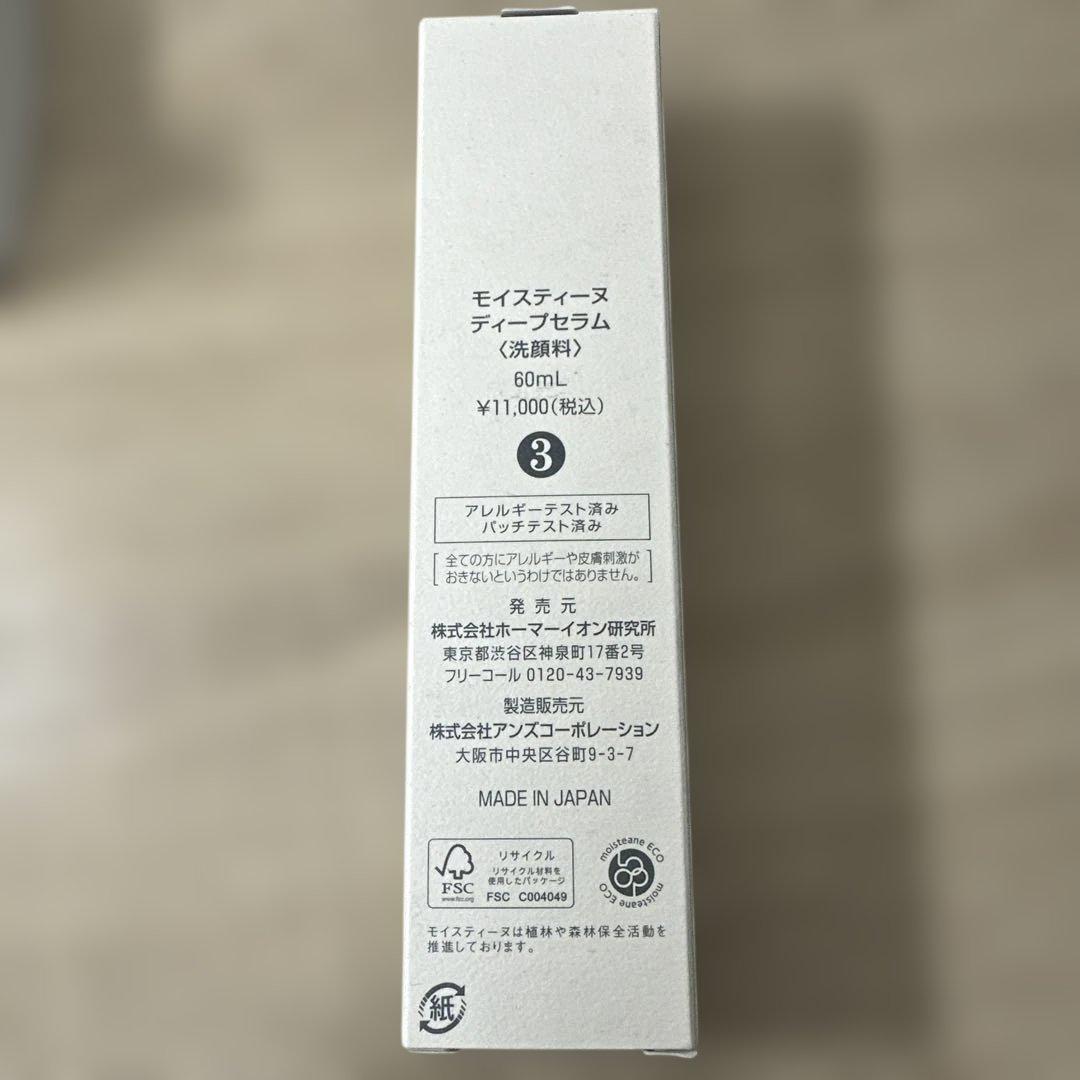 モイスティーヌ
ディープセラム
〈洗顔料〉
60mL
¥11,000(税込)
3
アレルギーテスト済み
パッチテスト済み
[全ての方にアレルギーや皮膚刺激が
おきないというわけではありません。]
発売元
株式会社ホーマーイオン研究所
東京都渋谷区神泉町17番2号
フリーコール 0120-43-7939
製造販売元
株式会社アンズコーポレーション
大阪市中央区谷町9-3-7
MADE IN JAPAN
FSC
www.fsc.org
リサイクル
リサイクル材料を
使用したパッケージ
FSC C004049
moisteane ECO
moisteane ECO
モイスティーヌは植林や森林保全活動を
推進しております。
紙